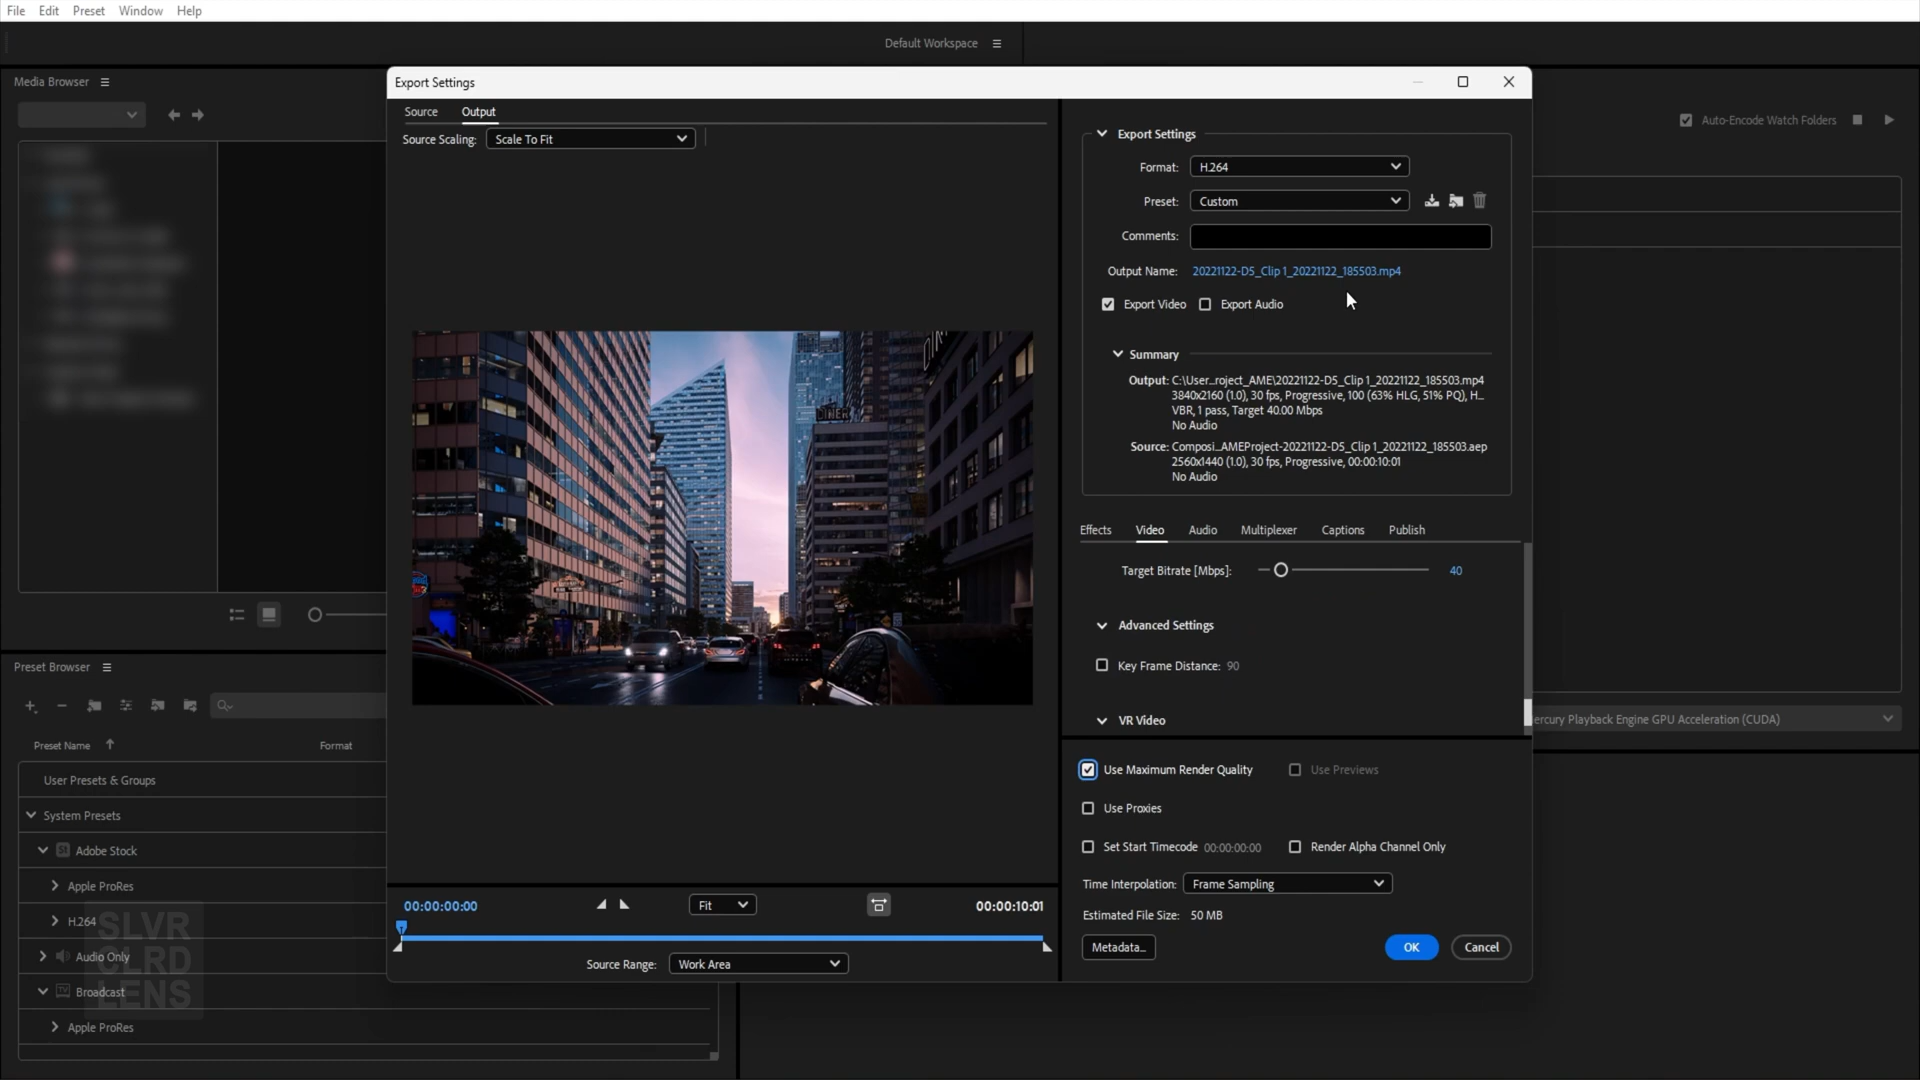 File Edit Preset Window Help
Default Workspace
Media Browser
Export Settings
Source Output
Source Scaling: Scale To Fit
Auto-Encode Watch Folders
Export Settings
Format: H.264
Preset: Custom
Comments:
Output Name: 20221122-D5_Clip 1_20221122_185503.mp4
Export Video Export Audio
Summary
Output: C:\User...roject_AME\20221122-D5_Clip 1_20221122_185503.mp4
3840x2160 (1.0), 30 fps, Progressive, 100 (63% HLG, 51% PQ), H...
VBR, 1 pass, Target 40.00 Mbps
No Audio
Source: Composi...AMEProject-20221122-D5_Clip 1_20221122_185503.aep
2560x1440 (1.0), 30 fps, Progressive, 00:00:10:01
No Audio
DINER
Effects Video Audio Multiplexer Captions Publish
Target Bitrate [Mbps]: 40
Advanced Settings
Key Frame Distance: 90
VR Video
ercury Playback Engine GPU Acceleration (CUDA)
Use Maximum Render Quality Use Previews
Use Proxies
Set Start Timecode 00:00:00:00 Render Alpha Channel Only
Time Interpolation: Frame Sampling
Estimated File Size: 50 MB
Metadata... OK Cancel
00:00:00:00 Fit 00:00:10:01
Source Range: Work Area
Preset Browser
Preset Name Format
User Presets & Groups
System Presets
Adobe Stock
Apple ProRes
H.264
Audio Only
Broadcast
Apple ProRes
SLVR
CLRD
LENS